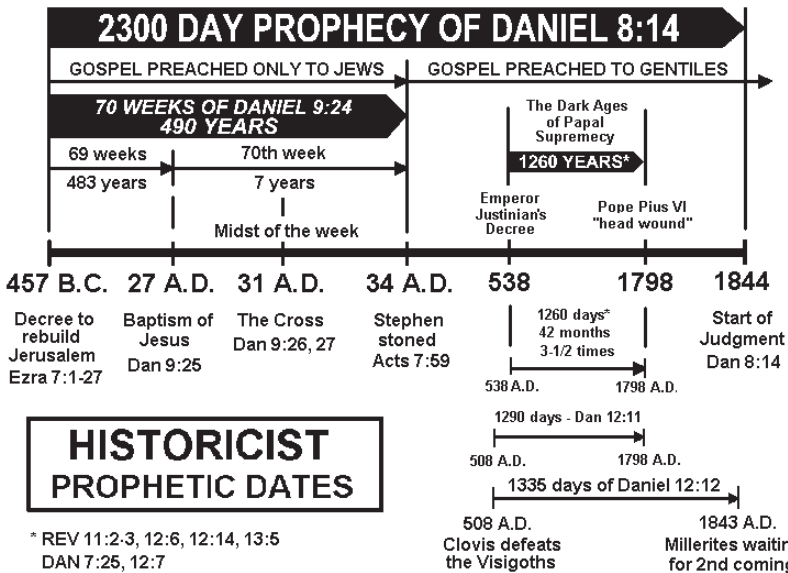 2300 DAY PROPHECY OF DANIEL 8:14
GOSPEL PREACHED ONLY TO JEWS
GOSPEL PREACHED TO GENTILES
70 WEEKS OF DANIEL 9:24
490 YEARS
69 weeks
483 years
70th week
7 years
Midst of the week
The Dark Ages
of Papal
Supremecy
1260 YEARS*
Emperor
Justinian's
Decree
Pope Pius VI
"head wound"
457 B.C.
27 A.D.
31 A.D.
34 A.D.
538
1798
1844
Decree to
rebuild
Jerusalem
Ezra 7:1-27
Baptism of
Jesus
Dan 9:25
The Cross
Dan 9:26, 27
Stephen
stoned
Acts 7:59
1260 days*
42 months
3-1/2 times
538 A.D.
1798 A.D.
Start of
Judgment
Dan 8:14
1290 days - Dan 12:11
508 A.D.
1798 A.D.
1335 days of Daniel 12:12
508 A.D.
Clovis defeats
the Visigoths
1843 A.D.
Millerites waitin
for 2nd coming
HISTORICIST
PROPHETIC DATES
* REV 11:2-3, 12:6, 12:14, 13:5
DAN 7:25, 12:7